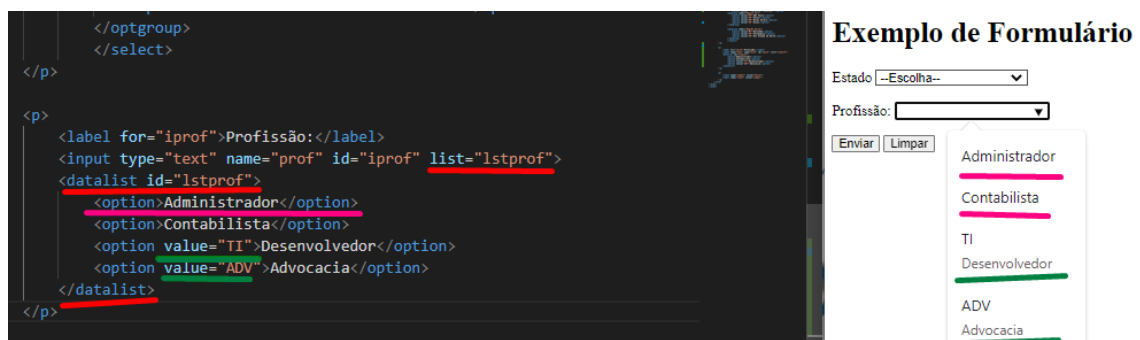 </optgroup>
</select>
</p>
<p>
<label for="iprof">Profissão:</label>
<input type="text" name="prof" id="iprof" list="lstprof">
<datalist id="lstprof">
<option>Administrador</option>
<option>Contabilista</option>
<option value="TI">Desenvolvedor</option>
<option value="ADV">Advocacia</option>
</datalist>
</p>
Exemplo de Formulário
Estado --Escolha--
Profissão:
Enviar Limpar
Administrador
Contabilista
TI
Desenvolvedor
ADV
Advocacia